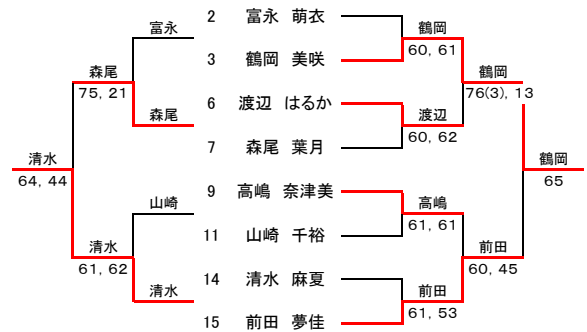 2 富永 萌衣
富永
鶴岡
60, 61
3 鶴岡 美咲
森尾
75, 21
鶴岡
76(3), 13
6 渡辺 はるか
森尾
渡辺
60, 62
7 森尾 葉月
清水
64, 44
鶴岡
65
9 高嶋 奈津美
山崎
高嶋
61, 61
11 山崎 千裕
清水
61, 62
前田
60, 45
14 清水 麻夏
清水
前田
61, 53
15 前田 夢佳